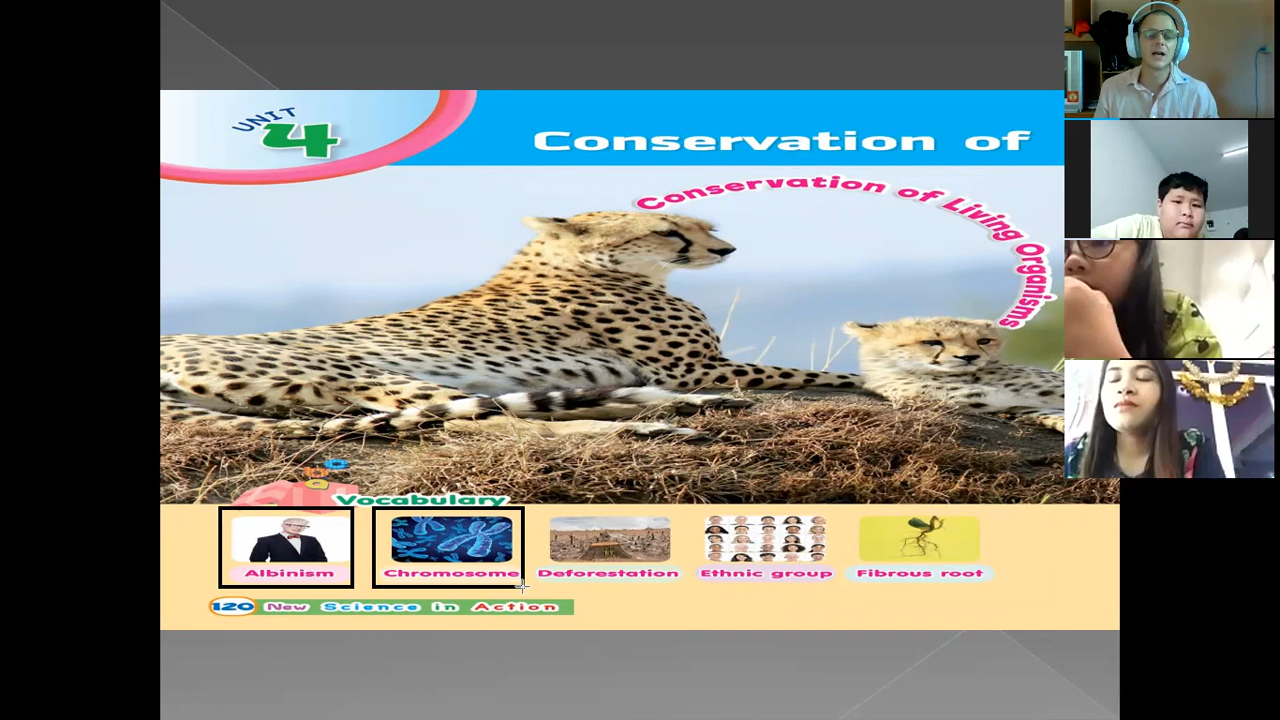 UNIT
4
Conservation of
Conservation of Living Organisms
Vocabulary
Albinism
Chromosome
Deforestation
Ethnic group
Fibrous root
120 New Science in Action